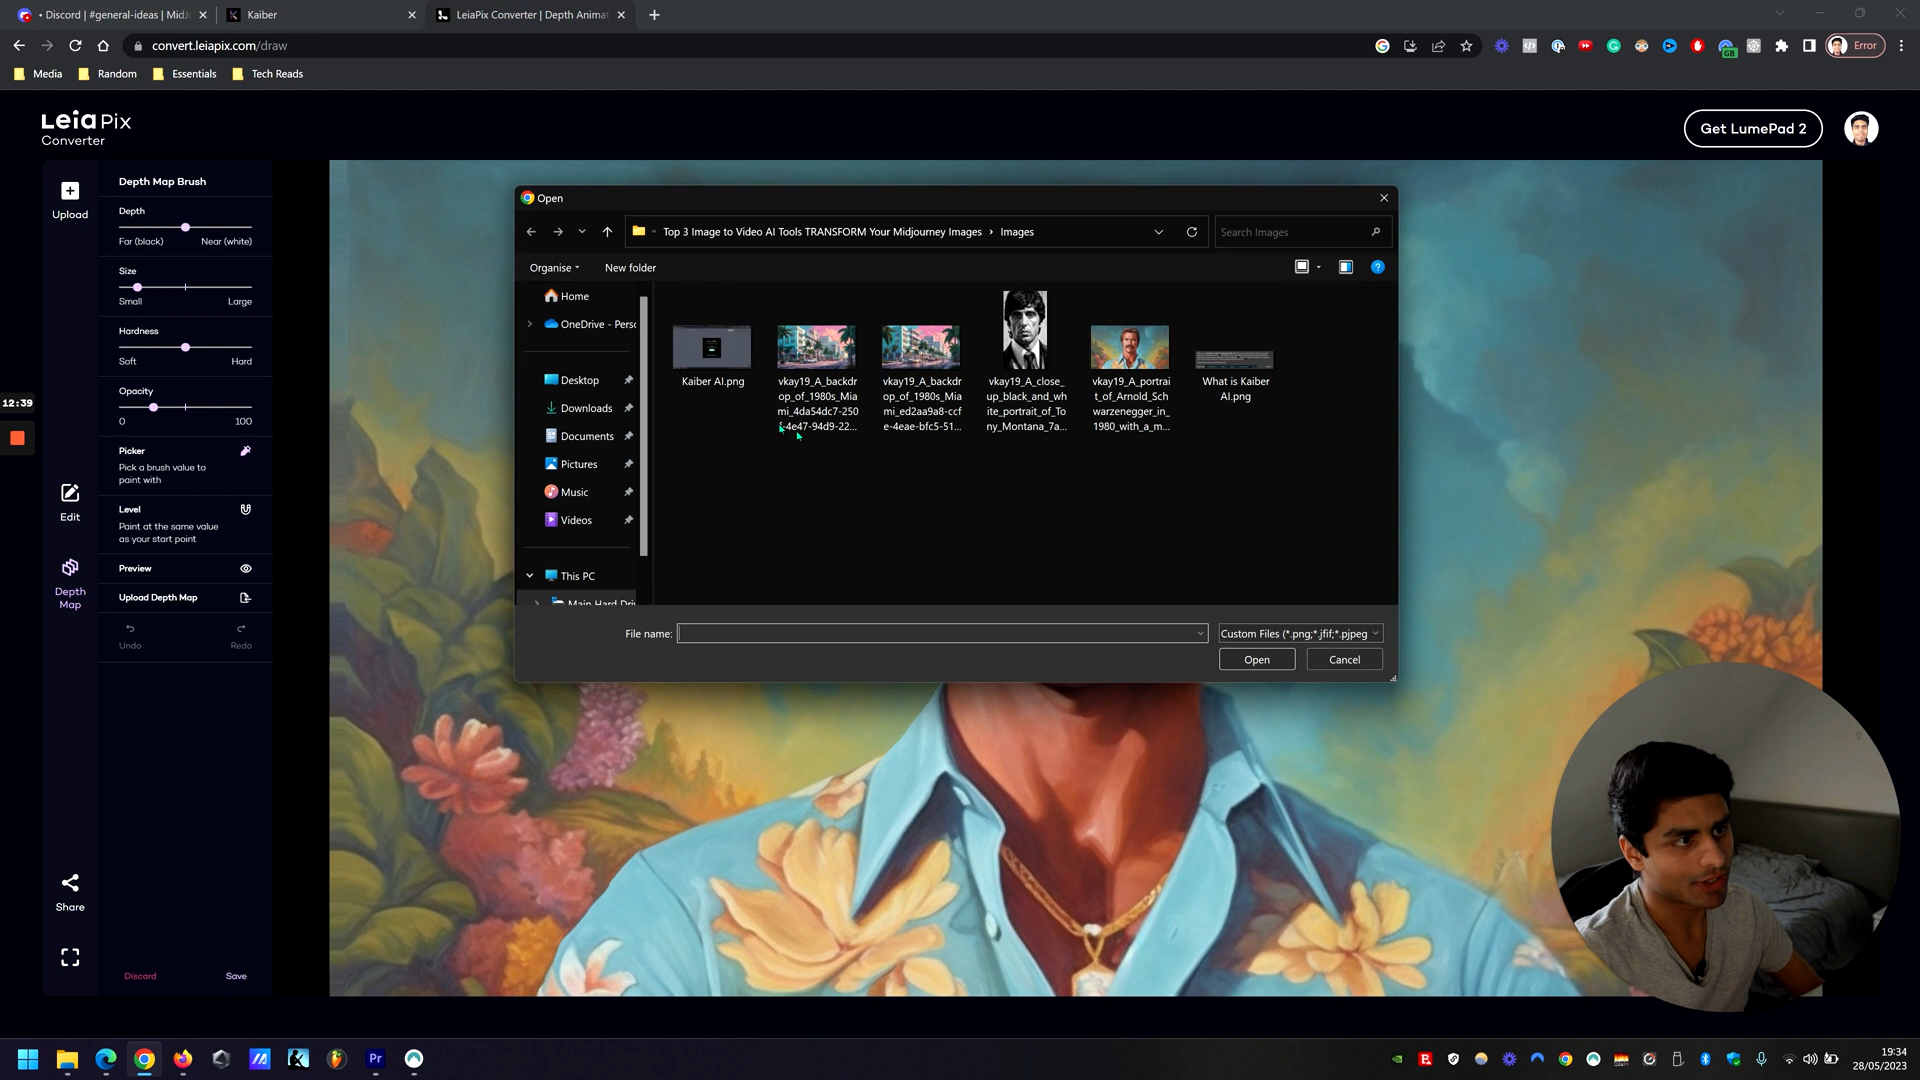 • Discord | #general-ideas | MidJ
Kaiber
LeiaPix Converter | Depth Animat
convert.leiapix.com/draw
GB
Error
Media
Random
Essentials
Tech Reads
Leia Pix
Converter
Get LumePad 2
Upload
Edit
Depth
Map
Share
Depth Map Brush
Depth
Far (black)
Near (white)
Size
Small
Large
Hardness
Soft
Hard
Opacity
0
100
Picker
Pick a brush value to
paint with
Level
Paint at the same value
as your start point
Preview
Upload Depth Map
Undo
Redo
Discard
Save
12:39
Open
Top 3 Image to Video AI Tools TRANSFORM Your Midjourney Images > Images
Search Images
Organise
New folder
Home
OneDrive - Perso
Desktop
Downloads
Documents
Pictures
Music
Videos
This PC
Main Hard Driv
Kaiber AI.png
vkay19_A_backdr
op_of_1980s_Mia
mi_4da54dc7-250
f-4e47-94d9-22...
vkay19_A_backdr
op_of_1980s_Mia
mi_ed2aa9a8-ccf
e-4eae-bfc5-51...
vkay19_A_close_
up_black_and_wh
ite_portrait_of_To
ny_Montana_7a...
vkay19_A_portrai
t_of_Arnold_Sch
warzenegger_in_
1980_with_a_m...
What is Kaiber
AI.png
File name:
Custom Files (*.png;*.jfif;*.pjpeg
Open
Cancel
Pr
19:34
28/05/2023